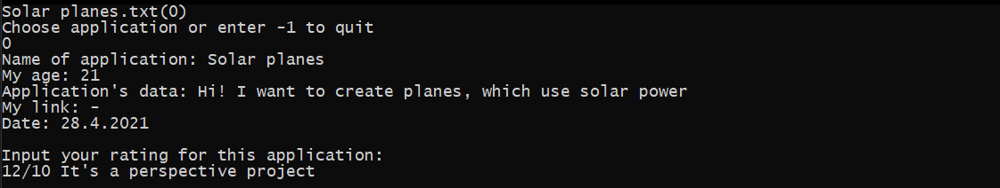 Solar planes.txt(0)
Choose application or enter -1 to quit
0
Name of application: Solar planes
My age: 21
Application's data: Hi! I want to create planes, which use solar power
My link: -
Date: 28.4.2021
Input your rating for this application:
12/10 It's a perspective project